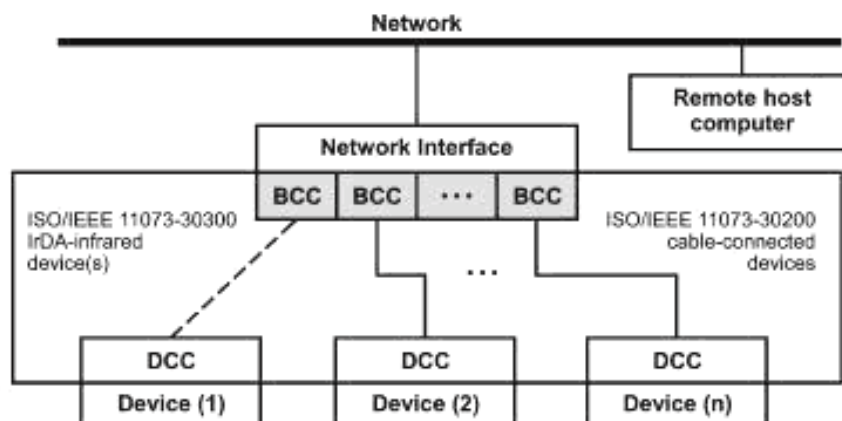 Network
Remote host
computer
Network Interface
BCC BCC ··· BCC
ISO/IEEE 11073-30300
IrDA-infrared
device(s)
ISO/IEEE 11073-30200
cable-connected
devices
···
DCC DCC DCC
Device (1) Device (2) Device (n)